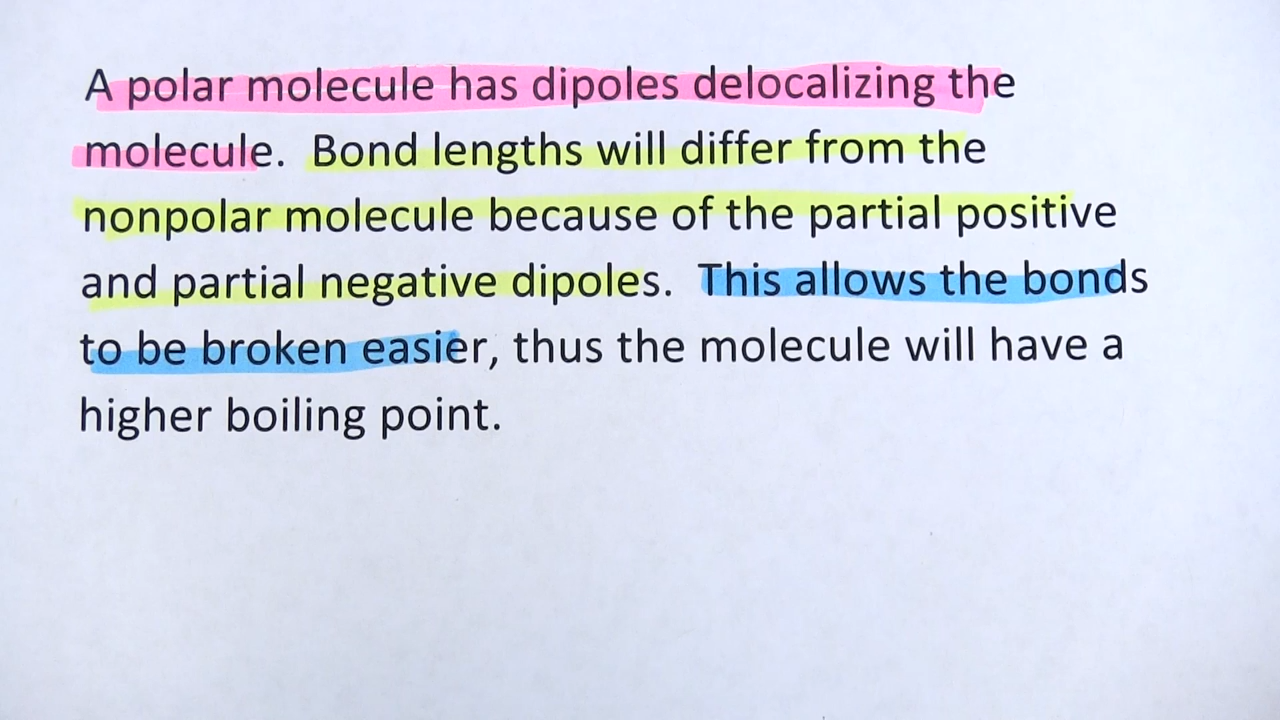 A polar molecule has dipoles delocalizing the
molecule.  Bond lengths will differ from the
nonpolar molecule because of the partial positive
and partial negative dipoles.  This allows the bonds
to be broken easier, thus the molecule will have a
higher boiling point.